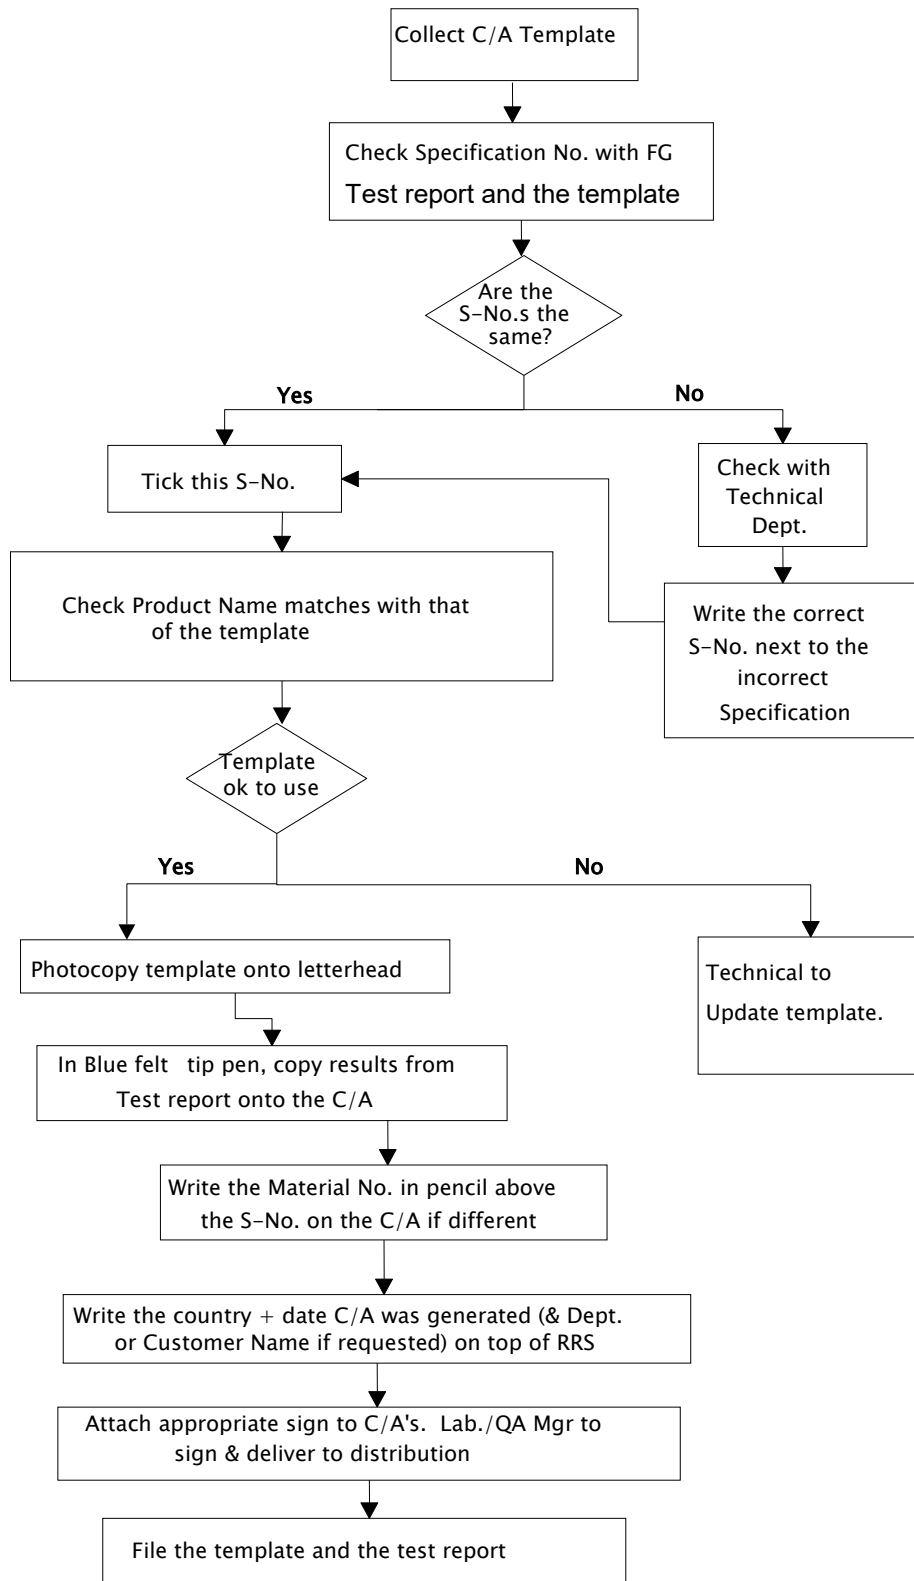 Collect C/A Template
Check Specification No. with FG
Test report and the template
Are the
S-No.s the
same?
Yes
No
Tick this S-No.
Check with
Technical
Dept.
Check Product Name matches with that
of the template
Write the correct
S-No. next to the
incorrect
Specification
Template
ok to use
Yes
No
Photocopy template onto letterhead
Technical to
Update template.
In Blue felt tip pen, copy results from
Test report onto the C/A
Write the Material No. in pencil above
the S-No. on the C/A if different
Write the country + date C/A was generated (& Dept.
or Customer Name if requested) on top of RRS
Attach appropriate sign to C/A's. Lab./QA Mgr to
sign & deliver to distribution
File the template and the test report